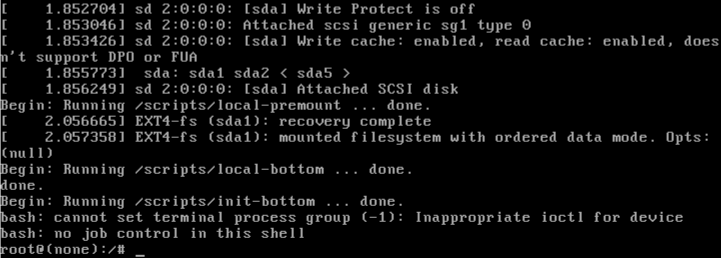 [    1.852704] sd 2:0:0:0: [sda] Write Protect is off
[    1.853046] sd 2:0:0:0: Attached scsi generic sg1 type 0
[    1.853426] sd 2:0:0:0: [sda] Write cache: enabled, read cache: enabled, does
n't support DPO or FUA
[    1.855773]  sda: sda1 sda2 < sda5 >
[    1.856249] sd 2:0:0:0: [sda] Attached SCSI disk
Begin: Running /scripts/local-premount ... done.
[    2.056665] EXT4-fs (sda1): recovery complete
[    2.057358] EXT4-fs (sda1): mounted filesystem with ordered data mode. Opts:
(null)
Begin: Running /scripts/local-bottom ... done.
done.
Begin: Running /scripts/init-bottom ... done.
bash: cannot set terminal process group (-1): Inappropriate ioctl for device
bash: no job control in this shell
root@(none):/# _